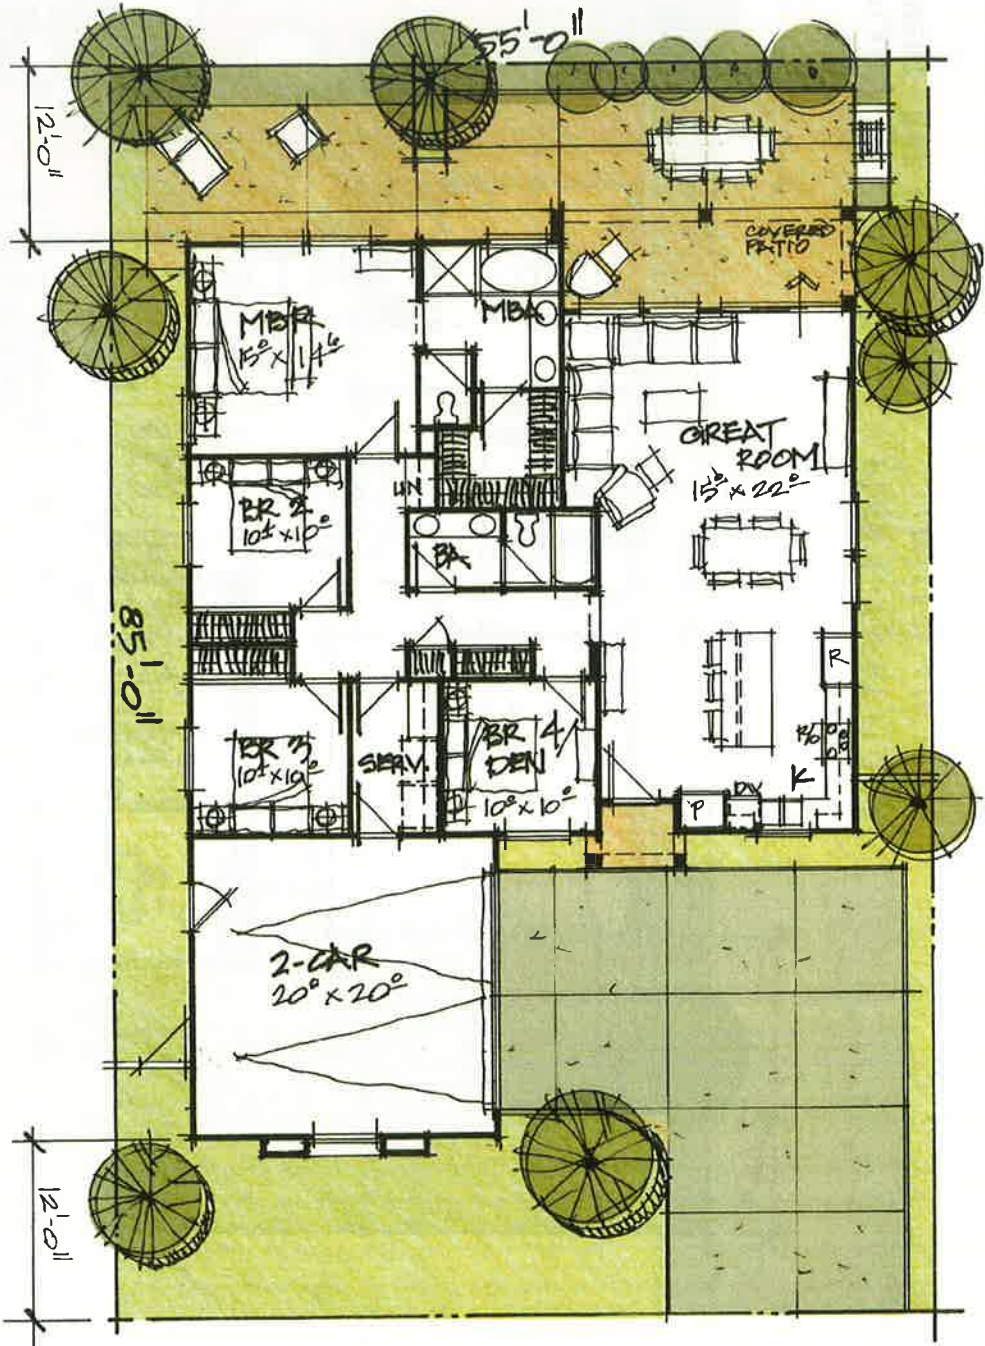 55'-0"
12'-0"
COVERED
PATIO
MBR
15⁰ x 14⁶
MBA
GREAT
ROOM
15⁰ x 22⁰
BR 2
10⁴ x 10⁰
LIN
BA
85'-0"
R
BR 3
10⁴ x 10⁰
SERV.
BR 4
DEN
10⁰ x 10⁰
K
P
DW
2-CAR
20⁰ x 20⁰
12'-0"